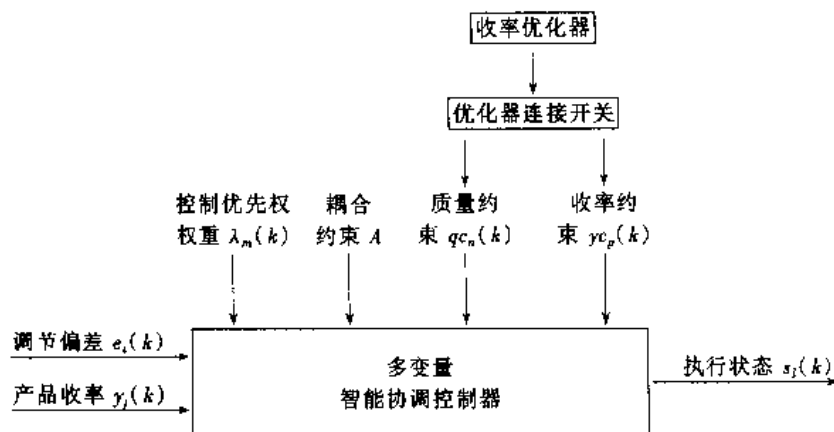 收率优化器
优化器连接开关
控制优先权
权重 λm(k)
耦合
约束 A
质量约
束 qcn(k)
收率约
束 ycp(k)
调节偏差 ei(k)
产品收率 yj(k)
多变量
智能协调控制器
执行状态 sl(k)